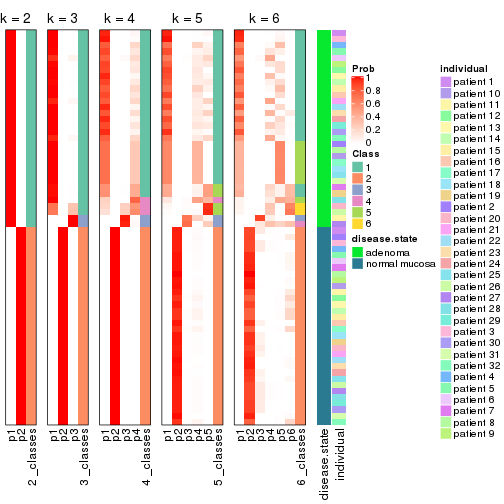 k = 2
k = 3
k = 4
k = 5
k = 6
p1
p2
2_classes
p1
p2
p3
3_classes
p1
p2
p3
p4
4_classes
p1
p2
p3
p4
p5
5_classes
p1
p2
p3
p4
p5
p6
6_classes
disease.state
individual
Prob
1
0.8
0.6
0.4
0.2
0
Class
1
2
3
4
5
6
disease.state
adenoma
normal mucosa
individual
patient 1
patient 10
patient 11
patient 12
patient 13
patient 14
patient 15
patient 16
patient 17
patient 18
patient 19
patient 2
patient 20
patient 21
patient 22
patient 23
patient 24
patient 25
patient 26
patient 27
patient 28
patient 29
patient 3
patient 30
patient 31
patient 32
patient 4
patient 5
patient 6
patient 7
patient 8
patient 9